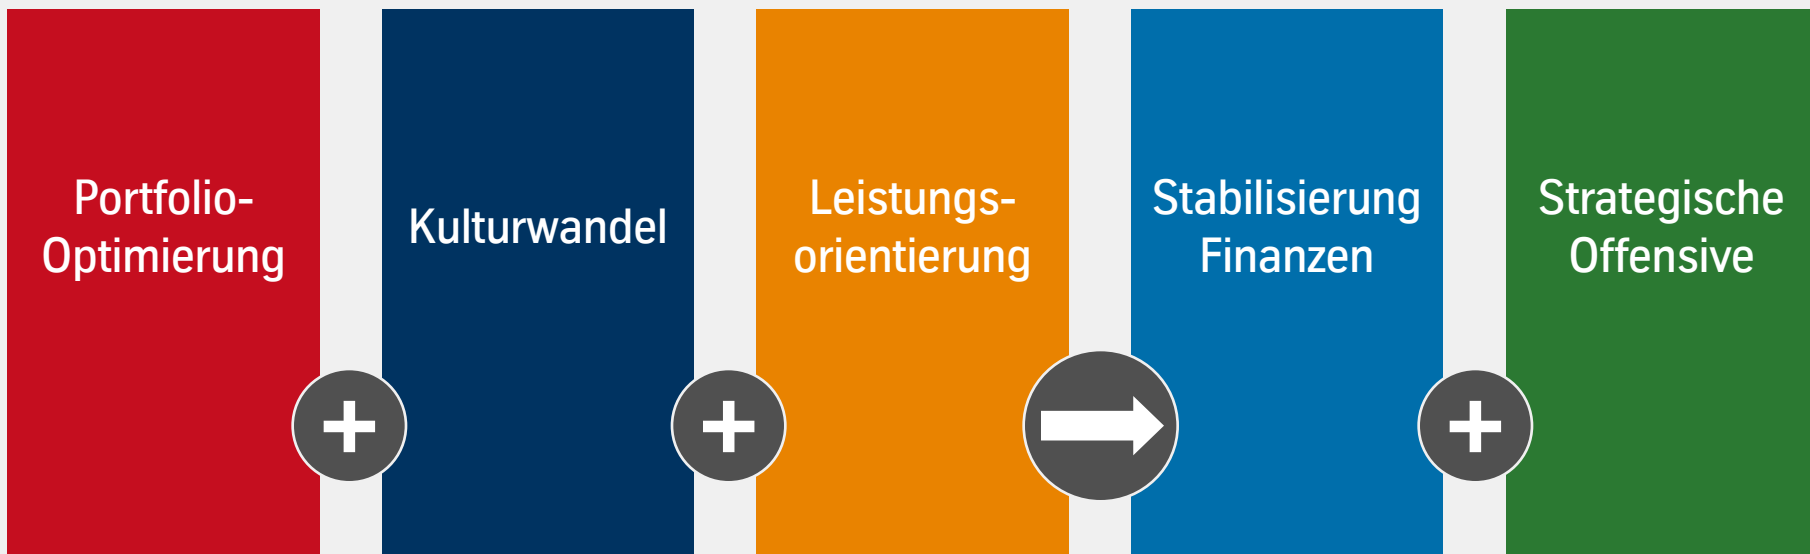 Portfolio-
Optimierung
Kulturwandel
Leistungs-
orientierung
Stabilisierung
Finanzen
Strategische
Offensive